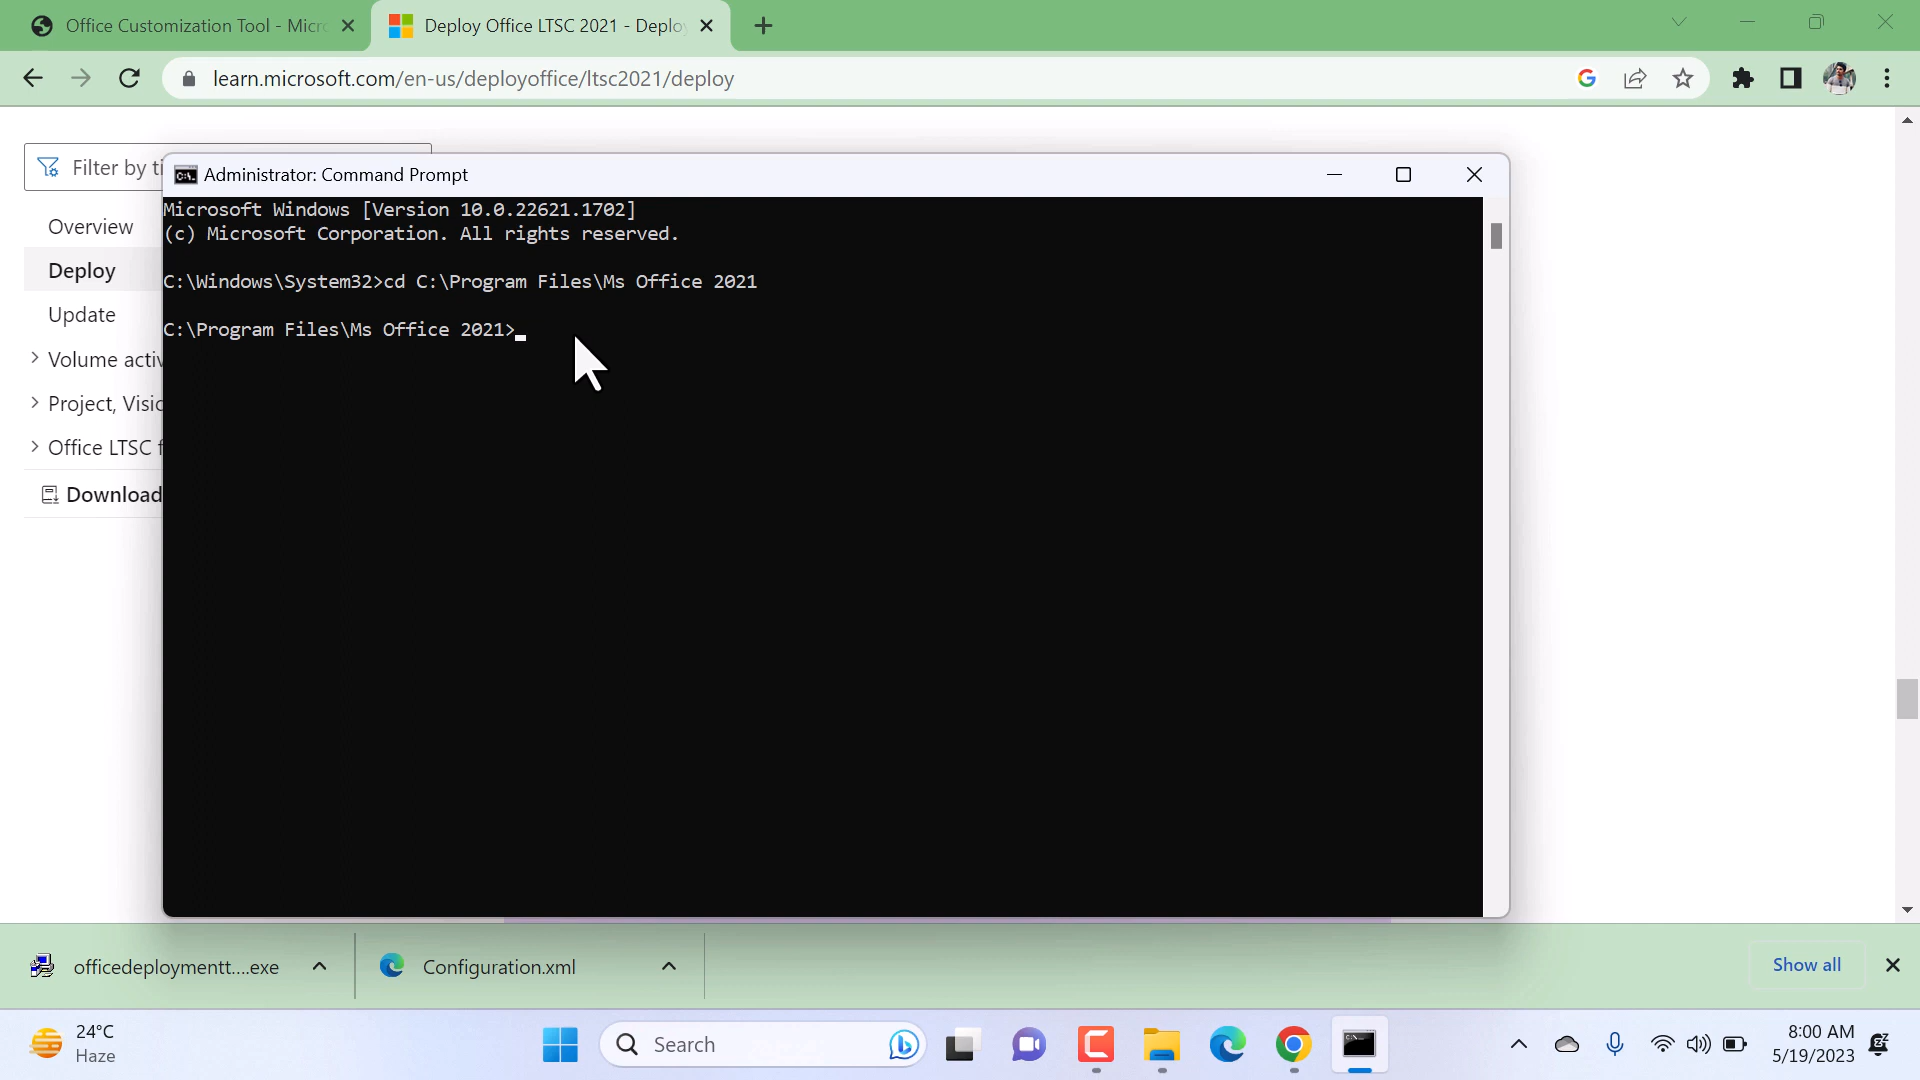 Office Customization Tool - Micr
Deploy Office LTSC 2021 - Deplo
learn.microsoft.com/en-us/deployoffice/ltsc2021/deploy
Filter by ti
Overview
Deploy
Update
Volume activ
Project, Visio
Office LTSC f
Download
Administrator: Command Prompt
Microsoft Windows [Version 10.0.22621.1702]
(c) Microsoft Corporation. All rights reserved.
C:\Windows\System32>cd C:\Program Files\Ms Office 2021
C:\Program Files\Ms Office 2021>
officedeploymentt....exe
Configuration.xml
Show all
24°C
Haze
Search
8:00 AM
5/19/2023